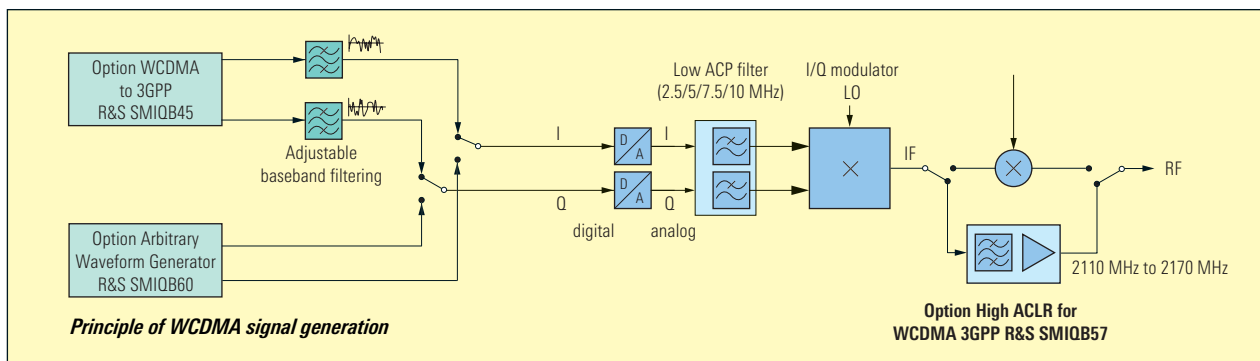 Option WCDMA
to 3GPP
R&S SMIQB45
Adjustable
baseband filtering
Option Arbitrary
Waveform Generator
R&S SMIQB60
Principle of WCDMA signal generation
I
Q
digital
D
A
D
A
I
Q
analog
Low ACP filter
(2.5/5/7.5/10 MHz)
I/Q modulator
LO
IF
RF
2110 MHz to 2170 MHz
Option High ACLR for
WCDMA 3GPP R&S SMIQB57